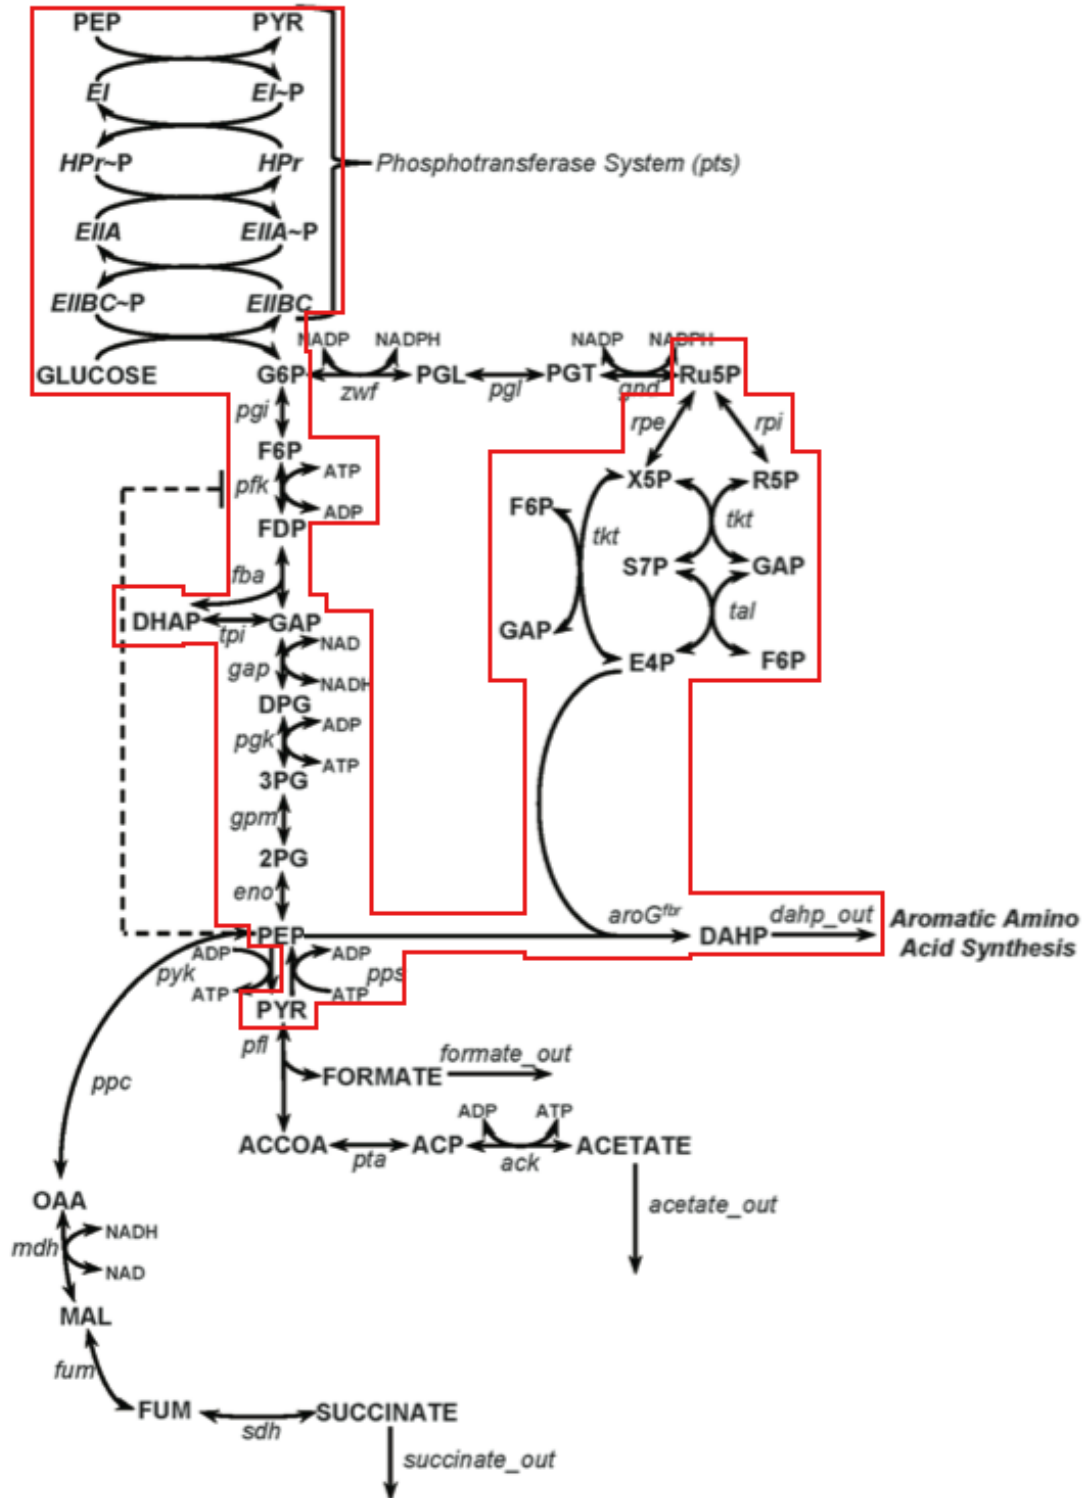 PEP PYR
EI EI~P
HPr~P HPr Phosphotransferase System (pts)
EIIA EIIA~P
EIIBC~P EIIBC
NADP NADPH NADP NADPH
GLUCOSE G6P zwf PGL pgl PGT gnd Ru5P
pgi rpe rpi
F6P
ATP X5P R5P
pfk F6P
ADP tkt tkt
FDP
fba S7P GAP
DHAP tpi GAP tal
NAD GAP
gap E4P F6P
NADH
DPG
ADP
pgk
ATP
3PG
gpm
2PG
eno
aroGfbr dahp_out Aromatic Amino
PEP DAHP Acid Synthesis
ADP ADP
pyk pps
ATP ATP
PYR
pfl formate_out
FORMATE
ppc
ADP ATP
ACCOA pta ACP ack ACETATE
OAA acetate_out
NADH
mdh
NAD
MAL
fum
FUM sdh SUCCINATE
succinate_out